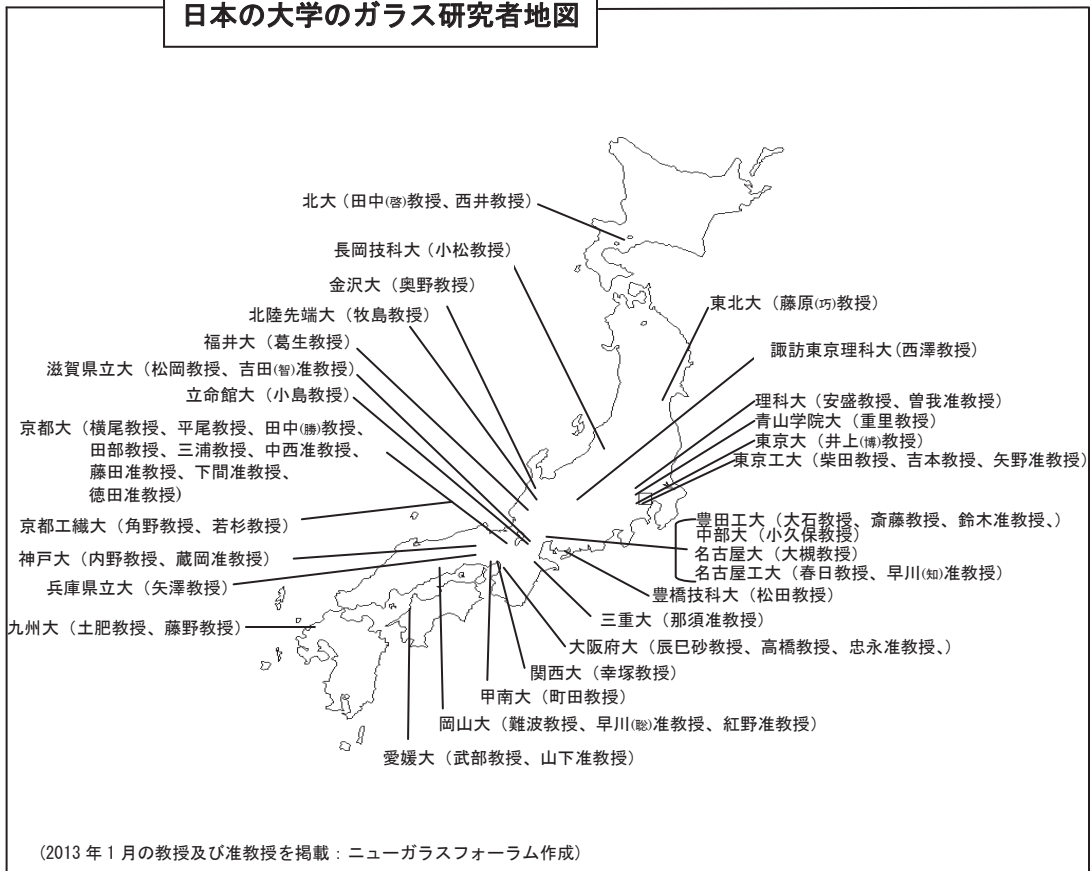 日本の大学のガラス研究者地図
北大(田中(啓)教授、西井教授)
長岡技科大(小松教授)
金沢大(奥野教授)
北陸先端大(牧島教授)
福井大(葛生教授)
滋賀県立大(松岡教授、吉田(智)准教授)
立命館大(小島教授)
京都大(横尾教授、平尾教授、田中(勝)教授、
田部教授、三浦教授、中西准教授、
藤田准教授、下間准教授、
徳田准教授)
京都工繊大(角野教授、若杉教授)
神戸大(内野教授、蔵岡准教授)
兵庫県立大(矢澤教授)
九州大(土肥教授、藤野教授)
東北大(藤原(巧)教授)
諏訪東京理科大(西澤教授)
理科大(安盛教授、曽我准教授)
青山学院大(重里教授)
東京大(井上(博)教授)
東京工大(柴田教授、吉本教授、矢野准教授)
豊田工大(大石教授、斎藤教授、鈴木准教授、)
中部大(小久保教授)
名古屋大(大槻教授)
名古屋工大(春日教授、早川(知)准教授)
豊橋技科大(松田教授)
三重大(那須准教授)
大阪府大(辰巳砂教授、高橋教授、忠永准教授、)
関西大(幸塚教授)
甲南大(町田教授)
岡山大(難波教授、早川(聡)准教授、紅野准教授)
愛媛大(武部教授、山下准教授)
(2013年1月の教授及び准教授を掲載:ニューガラスフォーラム作成)